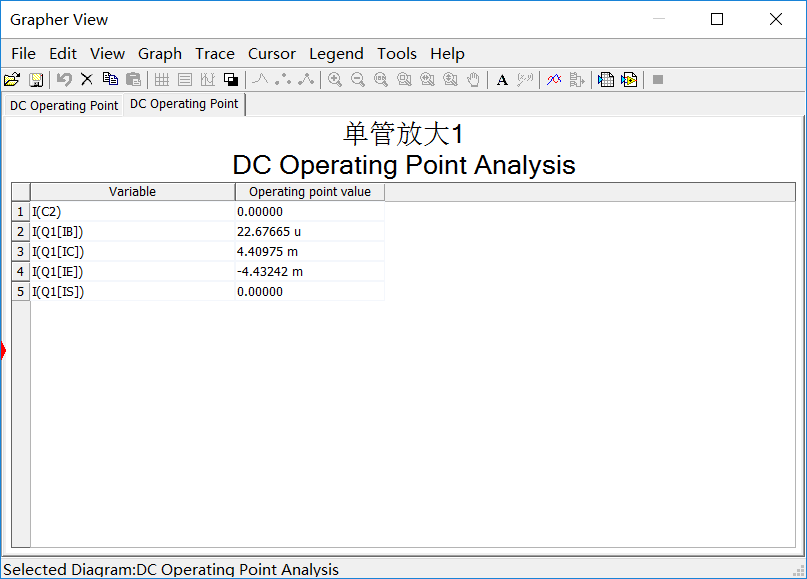 Grapher View
File Edit View Graph Trace Cursor Legend Tools Help
A
DC Operating Point DC Operating Point
单管放大1
DC Operating Point Analysis
Variable Operating point value
1 I(C2) 0.00000
2 I(Q1[IB]) 22.67665 u
3 I(Q1[IC]) 4.40975 m
4 I(Q1[IE]) -4.43242 m
5 I(Q1[IS]) 0.00000
Selected Diagram:DC Operating Point Analysis